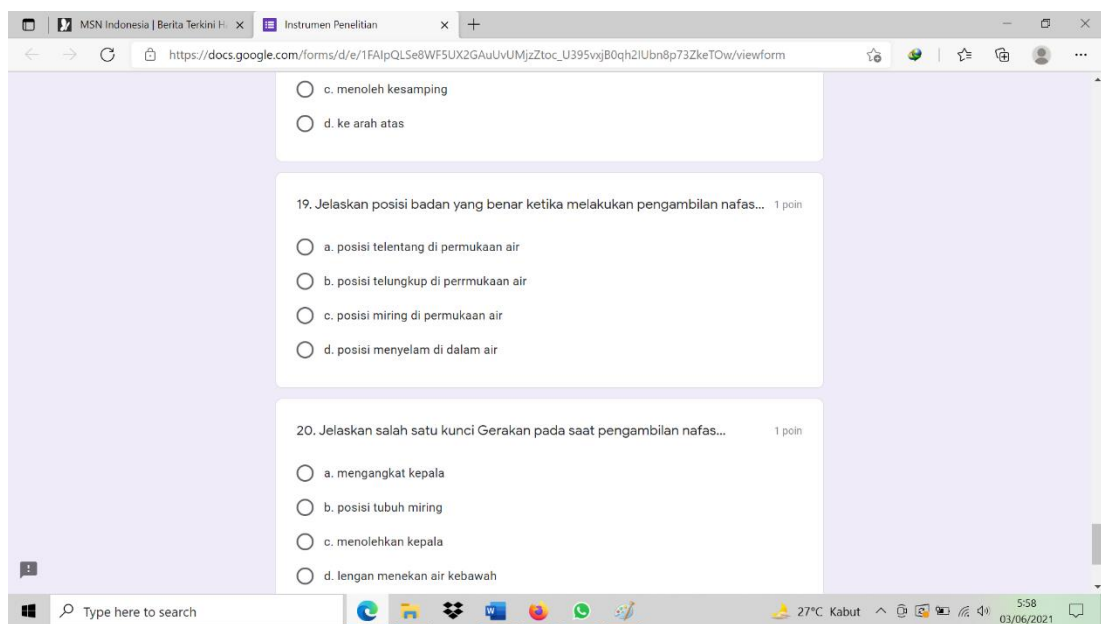 MSN Indonesia | Berita Terkini H
Instrumen Penelitian
https://docs.google.com/forms/d/e/1FAIpQLSe8WF5UX2GAuUvUMjzZtoc_U395vxjB0qh2IUbn8p73ZkeTOw/viewform
c. menoleh kesamping
d. ke arah atas
19. Jelaskan posisi badan yang benar ketika melakukan pengambilan nafas... 1 poin
a. posisi telentang di permukaan air
b. posisi telungkup di perrmukaan air
c. posisi miring di permukaan air
d. posisi menyelam di dalam air
20. Jelaskan salah satu kunci Gerakan pada saat pengambilan nafas... 1 poin
a. mengangkat kepala
b. posisi tubuh miring
c. menolehkan kepala
d. lengan menekan air kebawah
Type here to search
27°C Kabut
5:58
03/06/2021